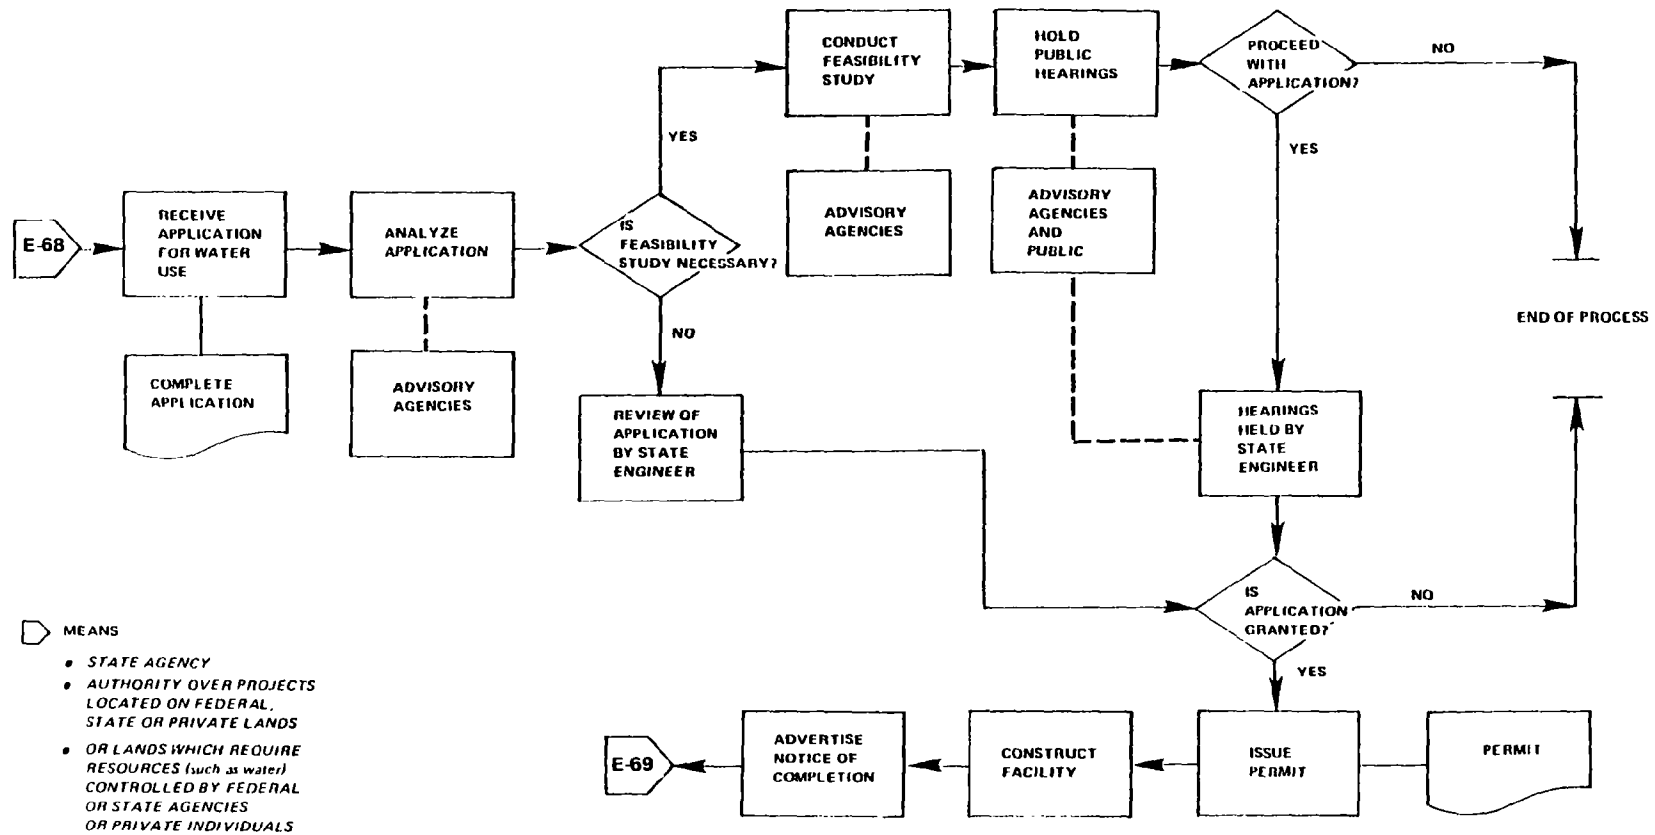 E-68
RECEIVE
APPLICATION
FOR WATER
USE
COMPLETE
APPLICATION
ANALYZE
APPLICATION
ADVISORY
AGENCIES
IS
FEASIBILITY
STUDY NECESSARY?
YES
NO
REVIEW OF
APPLICATION
BY STATE
ENGINEER
CONDUCT
FEASIBILITY
STUDY
ADVISORY
AGENCIES
HOLD
PUBLIC
HEARINGS
ADVISORY
AGENCIES
AND
PUBLIC
PROCEED
WITH
APPLICATION?
NO
YES
END OF PROCESS
HEARINGS
HELD BY
STATE
ENGINEER
IS
APPLICATION
GRANTED?
NO
YES
PERMIT
ISSUE
PERMIT
CONSTRUCT
FACILITY
ADVERTISE
NOTICE OF
COMPLETION
E-69
MEANS
• STATE AGENCY
• AUTHORITY OVER PROJECTS
LOCATED ON FEDERAL,
STATE OR PRIVATE LANDS
• OR LANDS WHICH REQUIRE
RESOURCES (such as water)
CONTROLLED BY FEDERAL
OR STATE AGENCIES
OR PRIVATE INDIVIDUALS